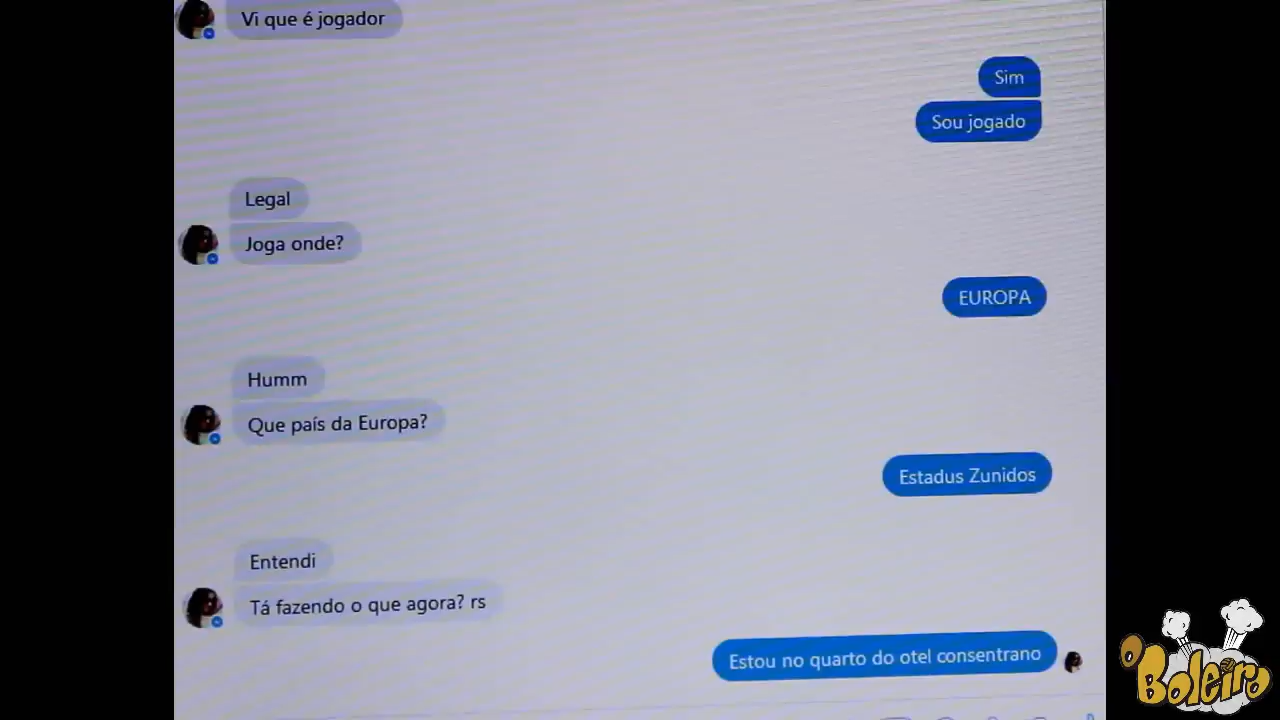 Vi que é jogador
Sim
Sou jogado
Legal
Joga onde?
EUROPA
Humm
Que país da Europa?
Estadus Zunidos
Entendi
Tá fazendo o que agora? rs
Estou no quarto do otel consentrano
O Boleiro